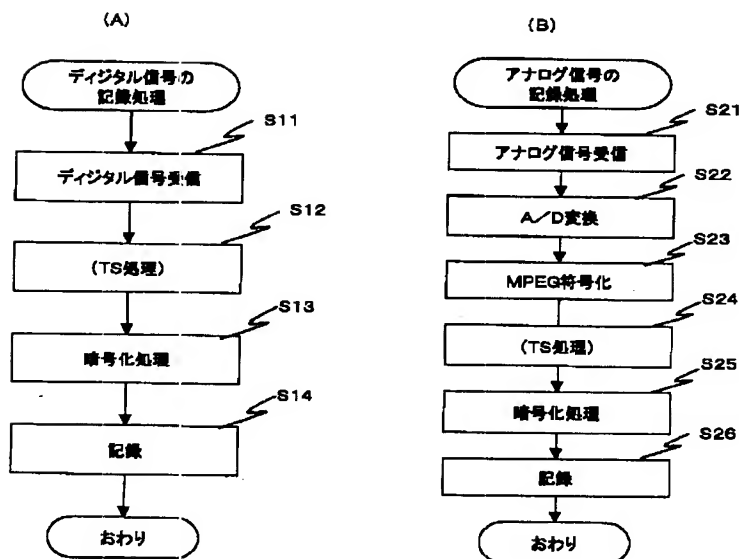 (A)
ディジタル信号の
記録処理
S11
ディジタル信号受信
S12
(TS処理)
S13
暗号化処理
S14
記録
おわり
(B)
アナログ信号の
記録処理
S21
アナログ信号受信
S22
A/D変換
S23
MPEG符号化
S24
(TS処理)
S25
暗号化処理
S26
記録
おわり